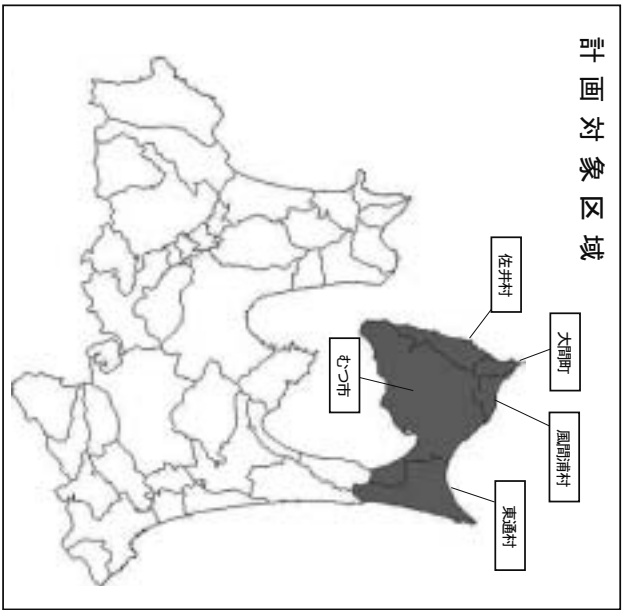 計画対象区域
大間町
佐井村
風間浦村
むつ市
東通村